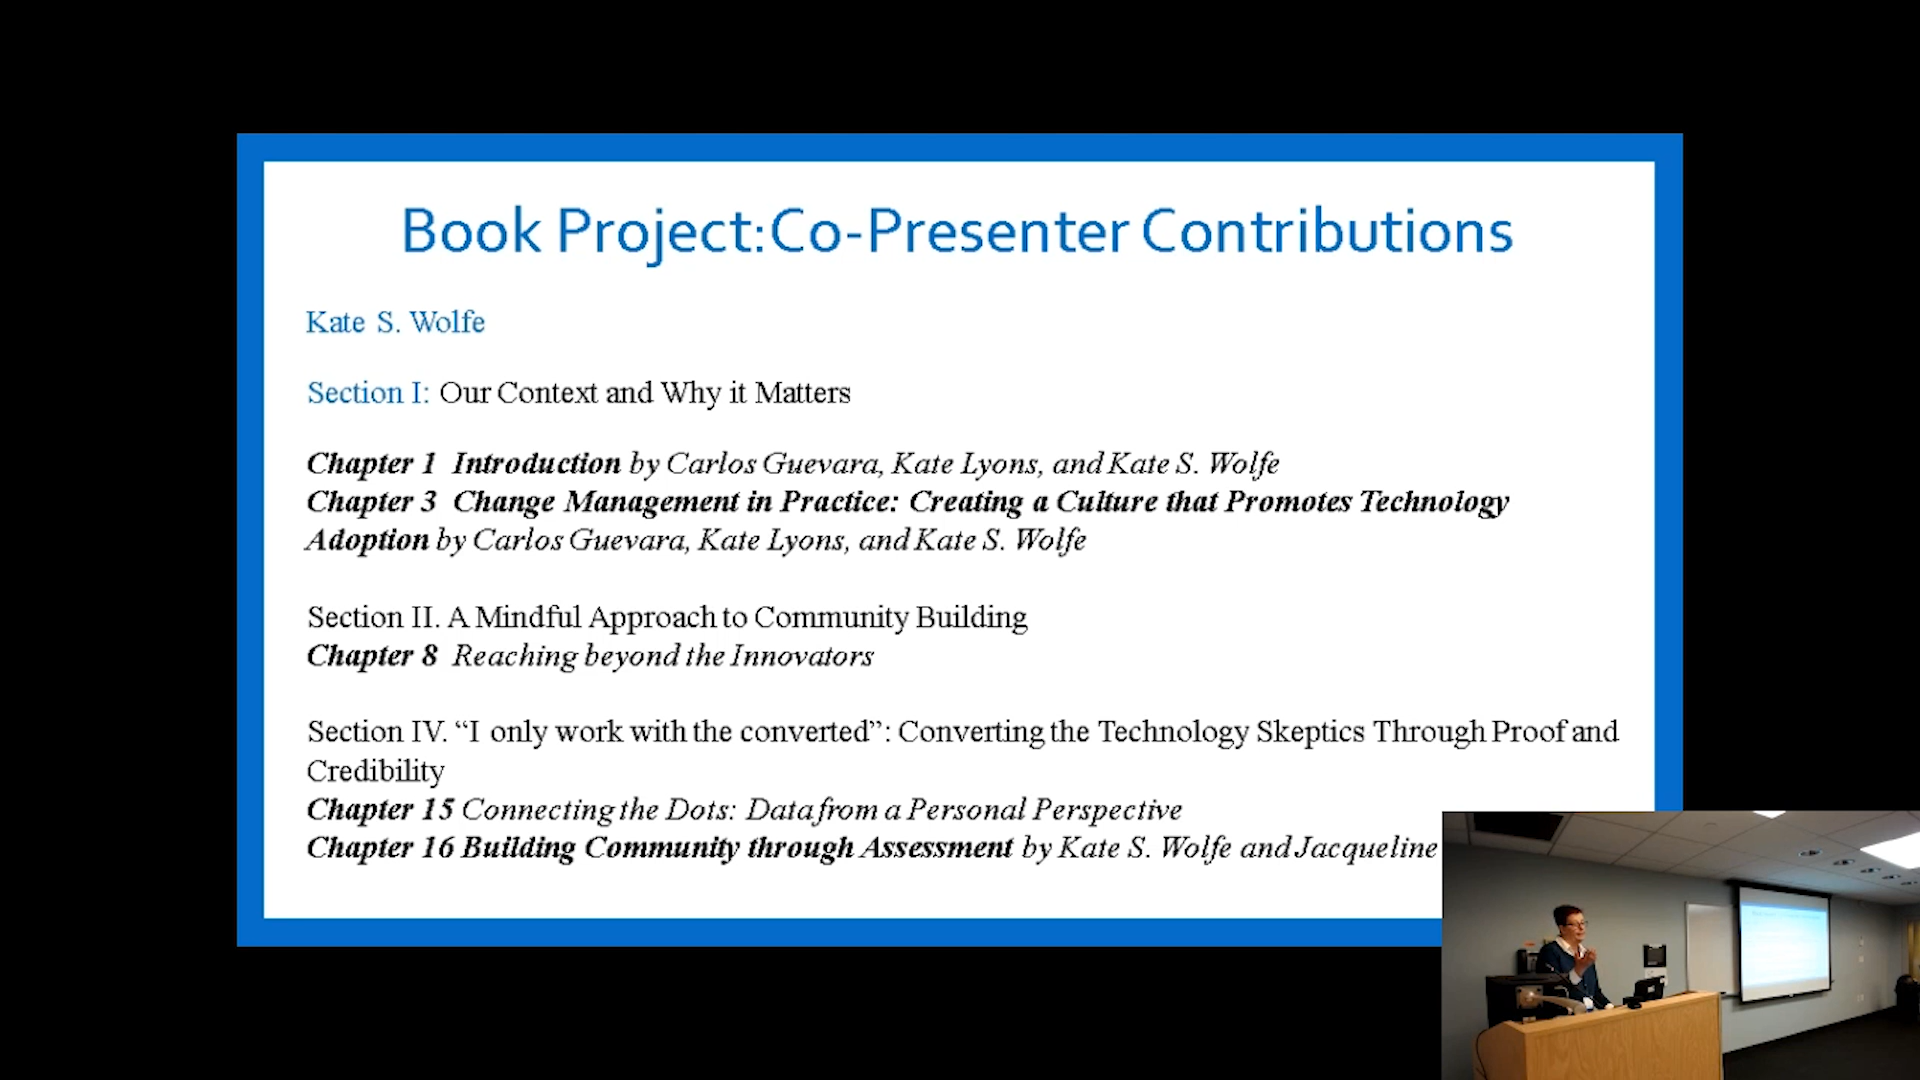 Book Project:Co-Presenter Contributions
Kate S. Wolfe
Section I: Our Context and Why it Matters
Chapter 1 Introduction by Carlos Guevara, Kate Lyons, and Kate S. Wolfe
Chapter 3 Change Management in Practice: Creating a Culture that Promotes Technology
Adoption by Carlos Guevara, Kate Lyons, and Kate S. Wolfe
Section II. A Mindful Approach to Community Building
Chapter 8 Reaching beyond the Innovators
Section IV. “I only work with the converted”: Converting the Technology Skeptics Through Proof and
Credibility
Chapter 15 Connecting the Dots: Data from a Personal Perspective
Chapter 16 Building Community through Assessment by Kate S. Wolfe and Jacqueline